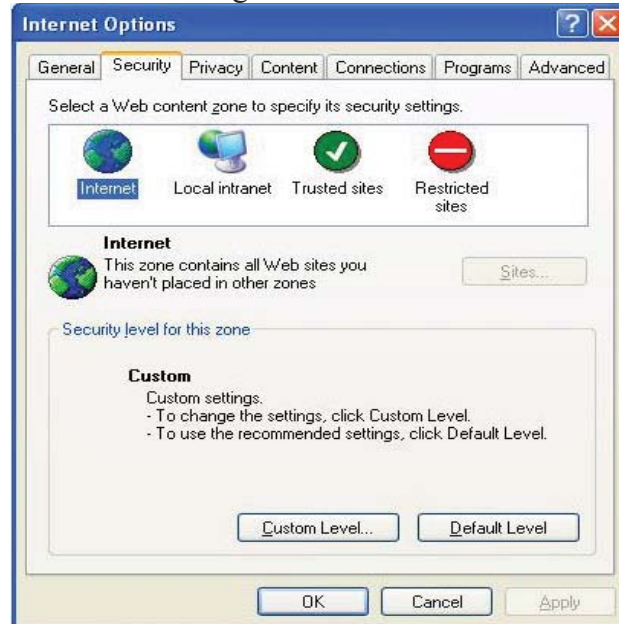 Internet Options
General Security Privacy Content Connections Programs Advanced
Select a Web content zone to specify its security settings.
Internet Local intranet Trusted sites Restricted sites
Internet
This zone contains all Web sites you
haven't placed in other zones
Sites...
Security level for this zone
Custom
Custom settings.
- To change the settings, click Custom Level.
- To use the recommended settings, click Default Level.
Custom Level... Default Level
OK Cancel Apply